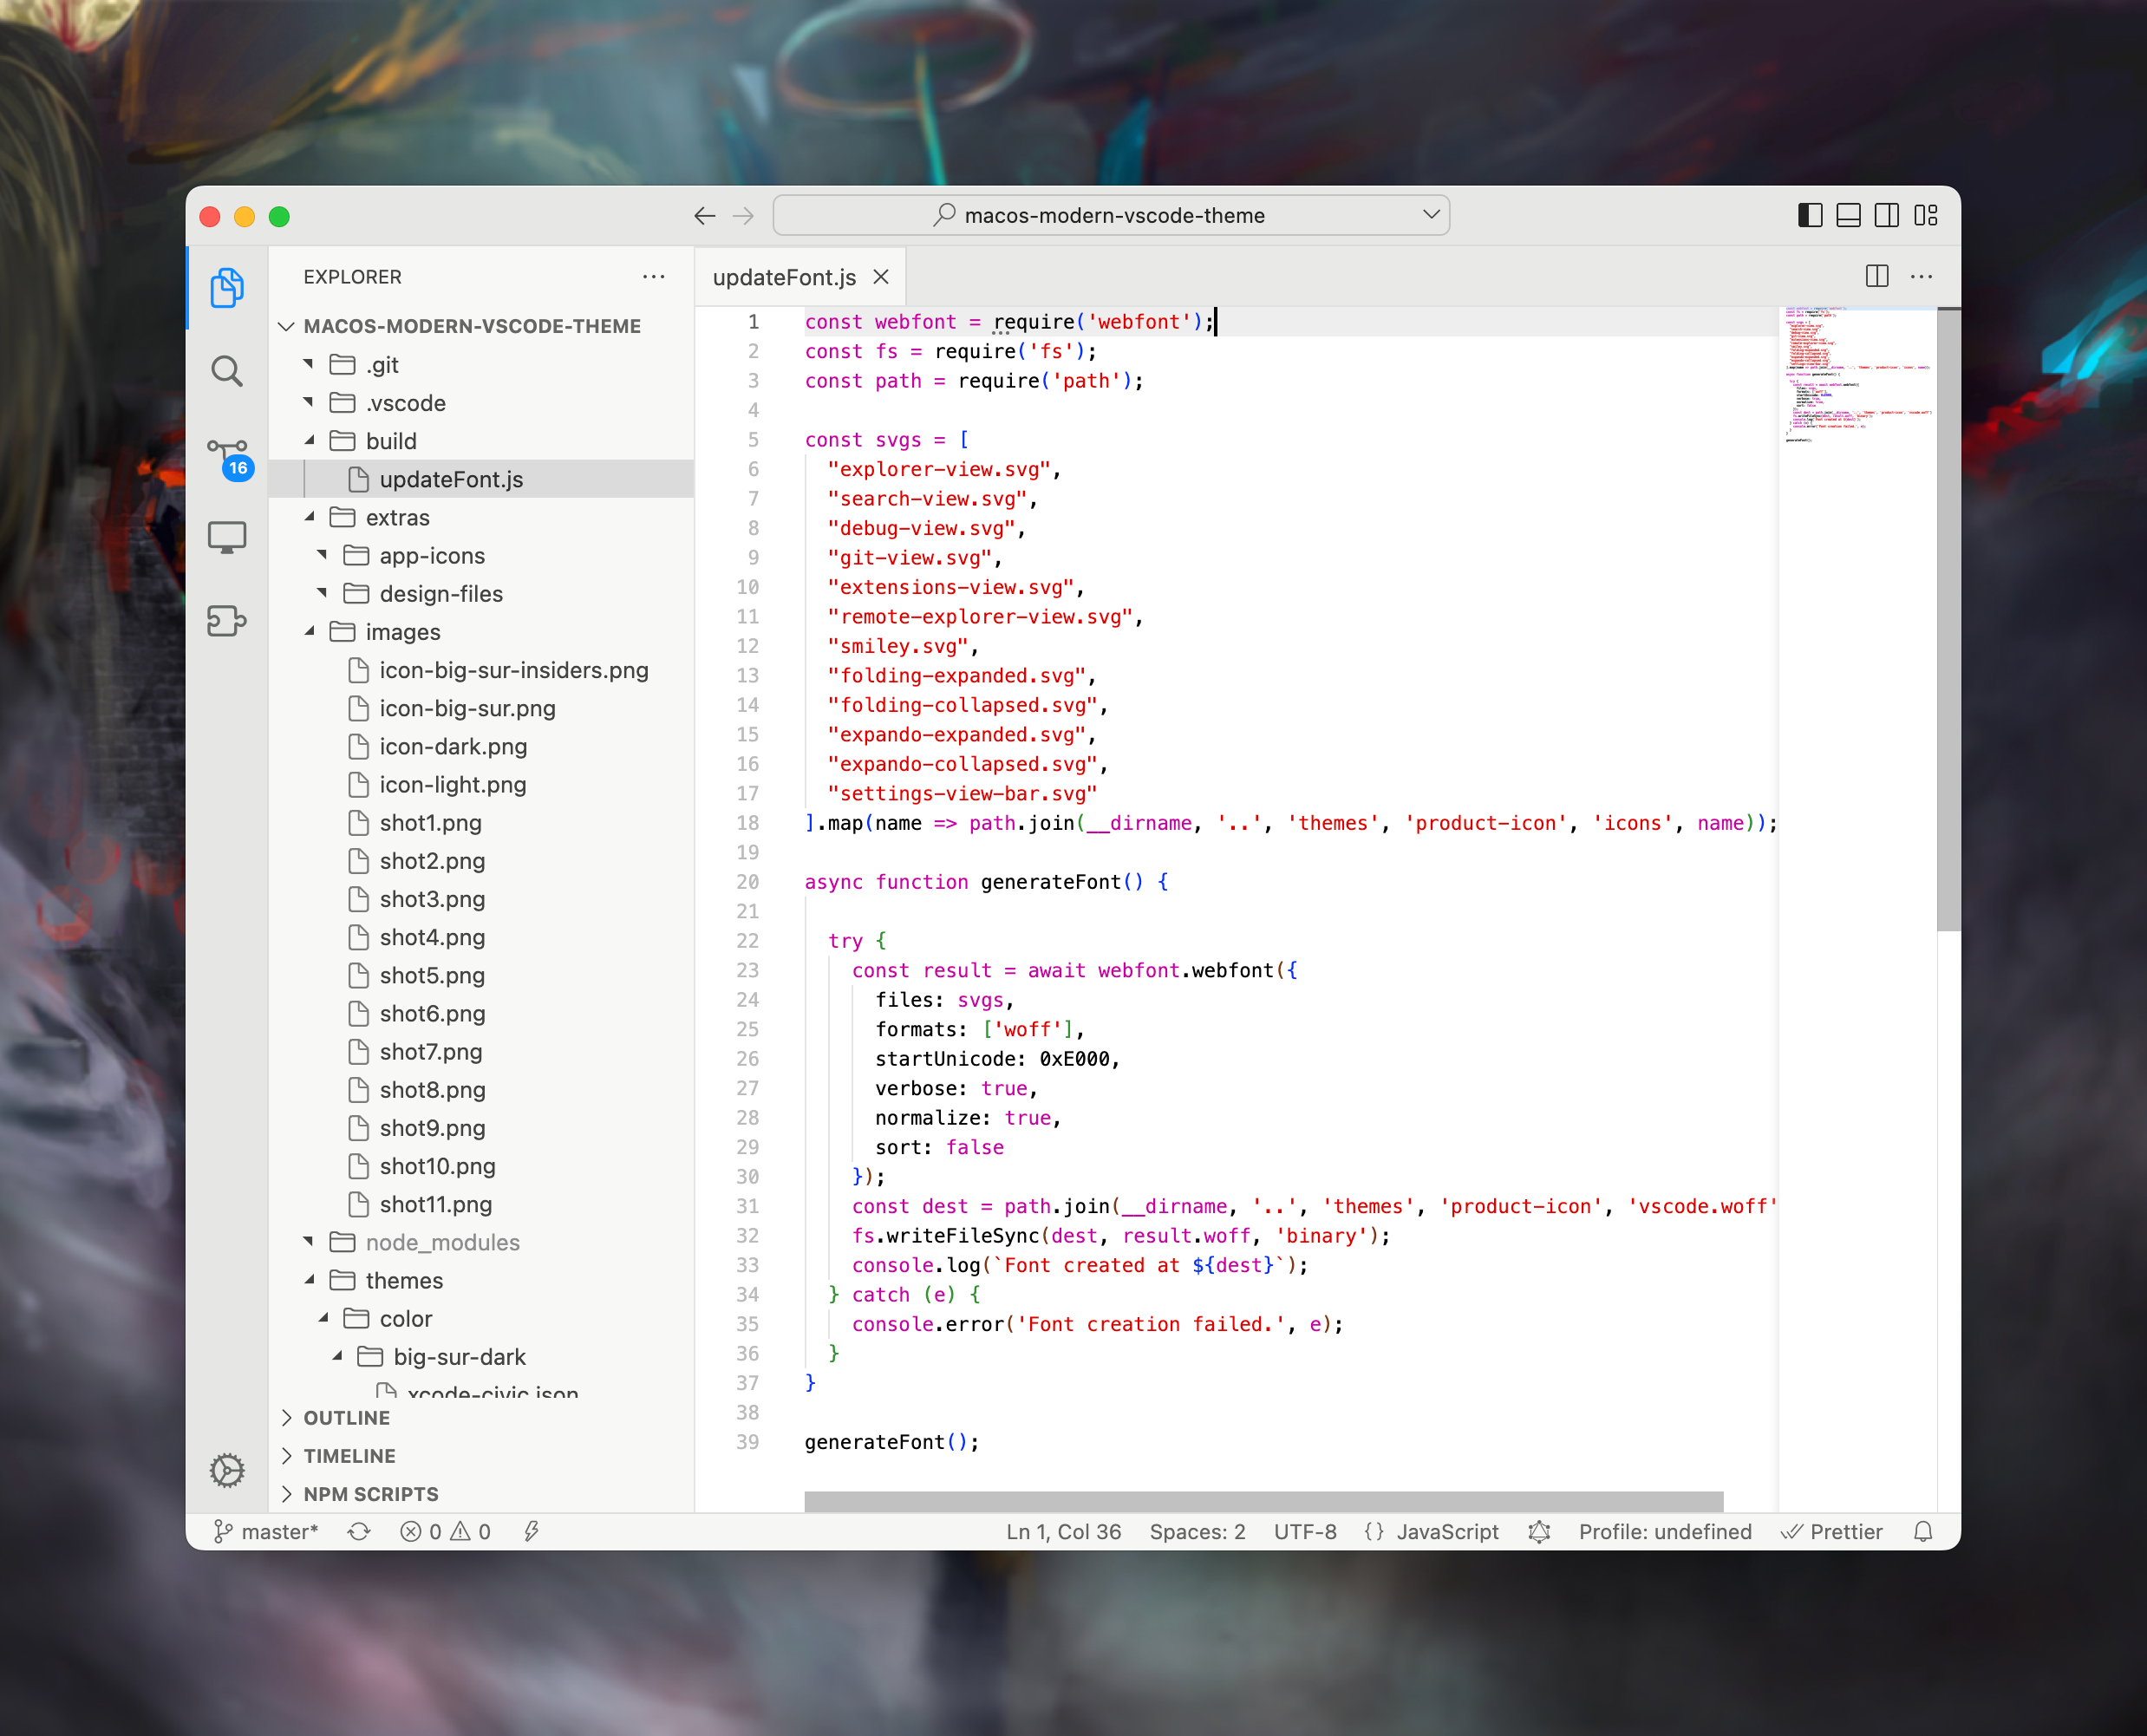 macos-modern-vscode-theme
EXPLORER
MACOS-MODERN-VSCODE-THEME
.git
.vscode
build
updateFont.js
extras
app-icons
design-files
images
icon-big-sur-insiders.png
icon-big-sur.png
icon-dark.png
icon-light.png
shot1.png
shot2.png
shot3.png
shot4.png
shot5.png
shot6.png
shot7.png
shot8.png
shot9.png
shot10.png
shot11.png
node_modules
themes
color
big-sur-dark
xcode-civic.json
OUTLINE
TIMELINE
NPM SCRIPTS
16
updateFont.js
1 const webfont = require('webfont');
2 const fs = require('fs');
3 const path = require('path');
4
5 const svgs = [
6 "explorer-view.svg",
7 "search-view.svg",
8 "debug-view.svg",
9 "git-view.svg",
10 "extensions-view.svg",
11 "remote-explorer-view.svg",
12 "smiley.svg",
13 "folding-expanded.svg",
14 "folding-collapsed.svg",
15 "expando-expanded.svg",
16 "expando-collapsed.svg",
17 "settings-view-bar.svg"
18 ].map(name => path.join(__dirname, '..', 'themes', 'product-icon', 'icons', name));
19
20 async function generateFont() {
21
22 try {
23 const result = await webfont.webfont({
24 files: svgs,
25 formats: ['woff'],
26 startUnicode: 0xE000,
27 verbose: true,
28 normalize: true,
29 sort: false
30 });
31 const dest = path.join(__dirname, '..', 'themes', 'product-icon', 'vscode.woff'
32 fs.writeFileSync(dest, result.woff, 'binary');
33 console.log(`Font created at ${dest}`);
34 } catch (e) {
35 console.error('Font creation failed.', e);
36 }
37 }
38
39 generateFont();
master* 0 0 Ln 1, Col 36 Spaces: 2 UTF-8 {} JavaScript Profile: undefined Prettier